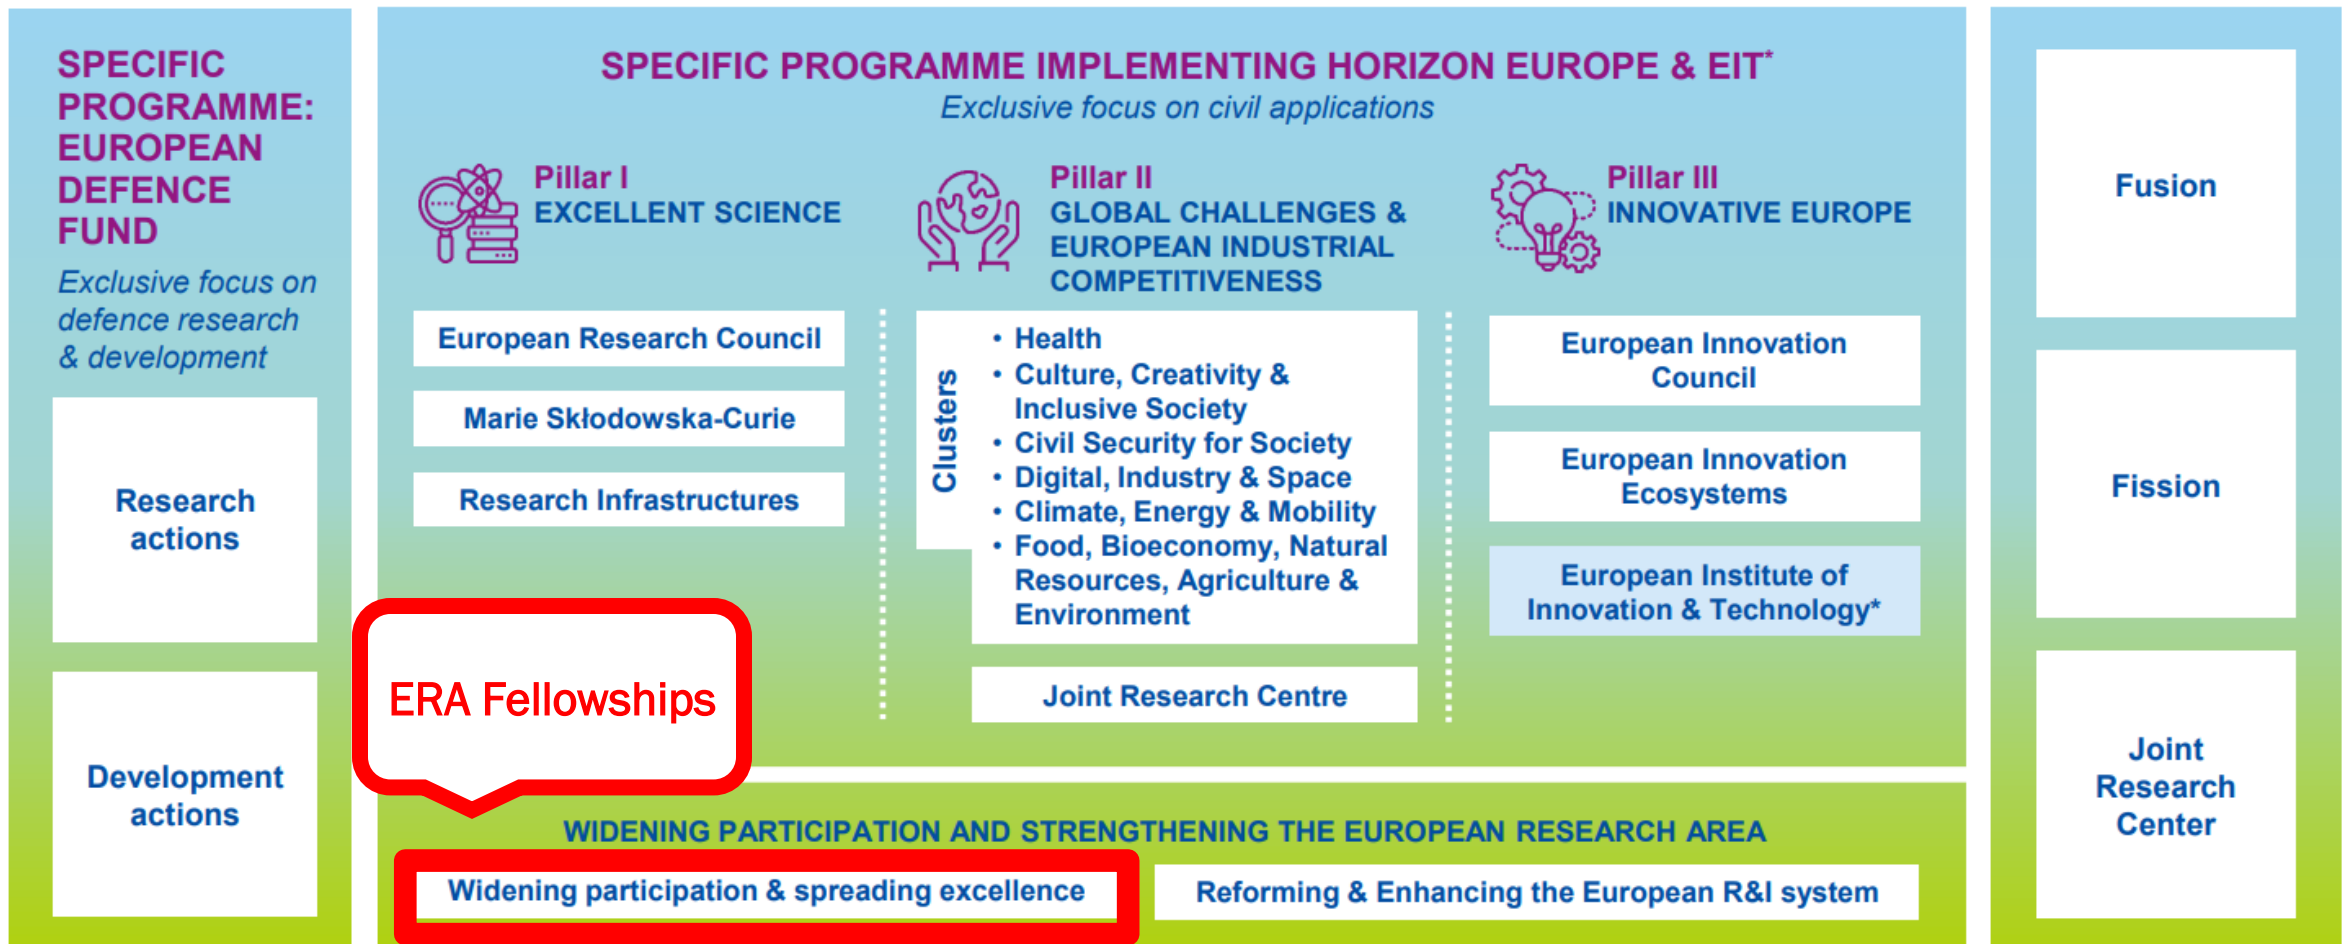 SPECIFIC
PROGRAMME:
EUROPEAN
DEFENCE
FUND
Exclusive focus on
defence research
& development
Research
actions
Development
actions
SPECIFIC PROGRAMME IMPLEMENTING HORIZON EUROPE & EIT*
Exclusive focus on civil applications
Pillar I
EXCELLENT SCIENCE
European Research Council
Marie Skłodowska-Curie
Research Infrastructures
Pillar II
GLOBAL CHALLENGES &
EUROPEAN INDUSTRIAL
COMPETITIVENESS
Clusters
• Health
• Culture, Creativity &
Inclusive Society
• Civil Security for Society
• Digital, Industry & Space
• Climate, Energy & Mobility
• Food, Bioeconomy, Natural
Resources, Agriculture &
Environment
Joint Research Centre
Pillar III
INNOVATIVE EUROPE
European Innovation
Council
European Innovation
Ecosystems
European Institute of
Innovation & Technology*
ERA Fellowships
WIDENING PARTICIPATION AND STRENGTHENING THE EUROPEAN RESEARCH AREA
Widening participation & spreading excellence
Reforming & Enhancing the European R&I system
Fusion
Fission
Joint
Research
Center